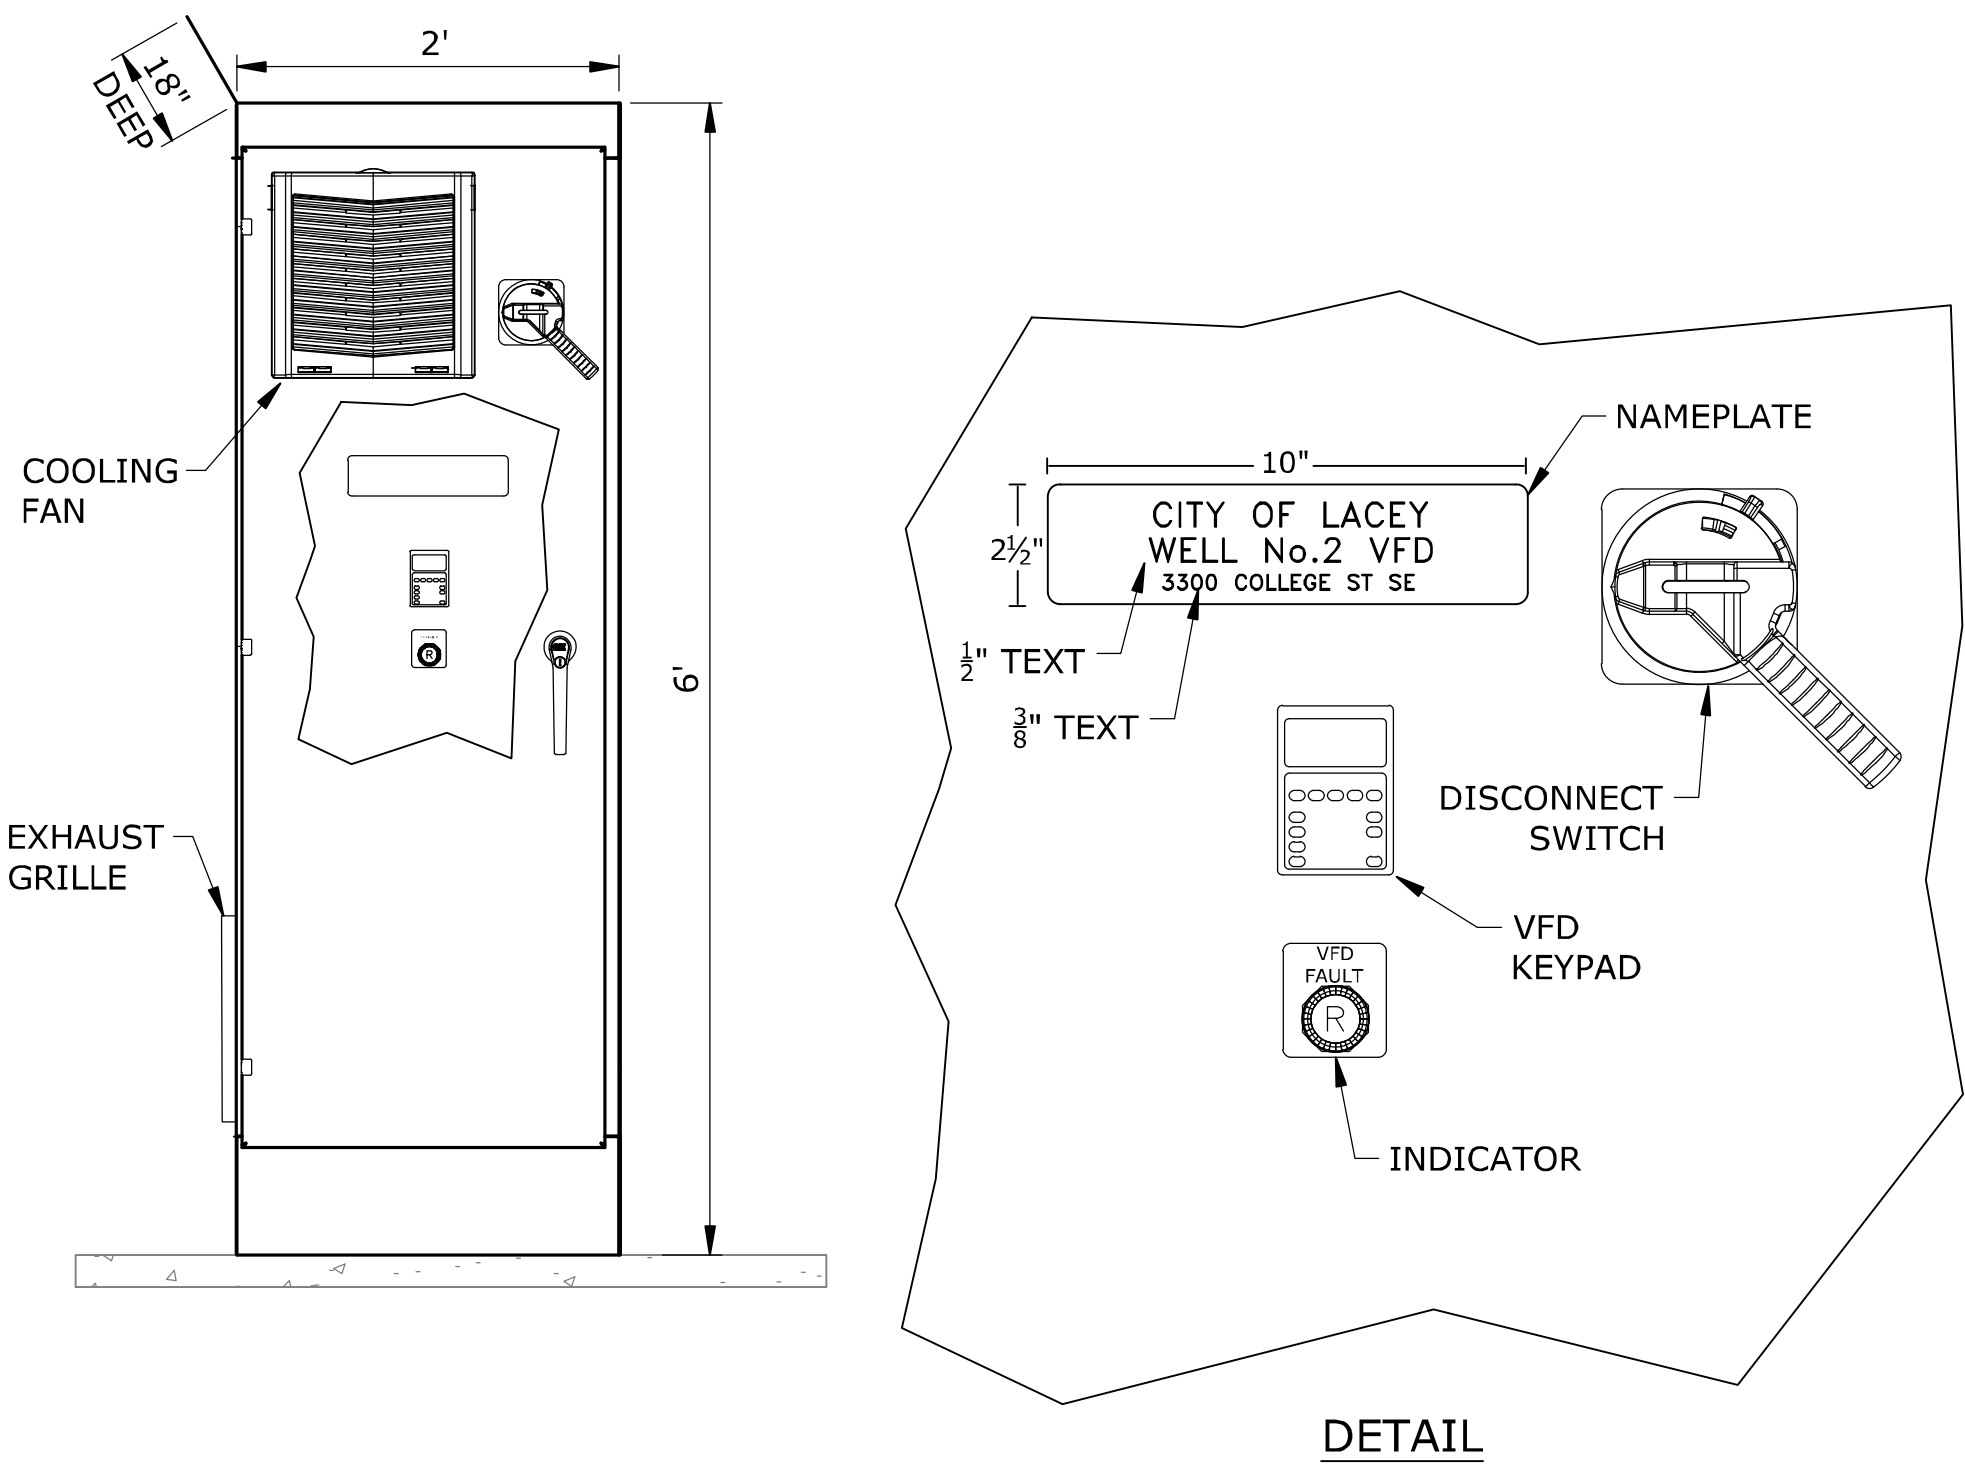 2'
18"
DEEP
6'
COOLING
FAN
R
EXHAUST
GRILLE
NAMEPLATE
10"
2½"
CITY OF LACEY
WELL No.2 VFD
3300 COLLEGE ST SE
½" TEXT
⅜" TEXT
DISCONNECT
SWITCH
VFD
KEYPAD
VFD
FAULT
R
INDICATOR
DETAIL